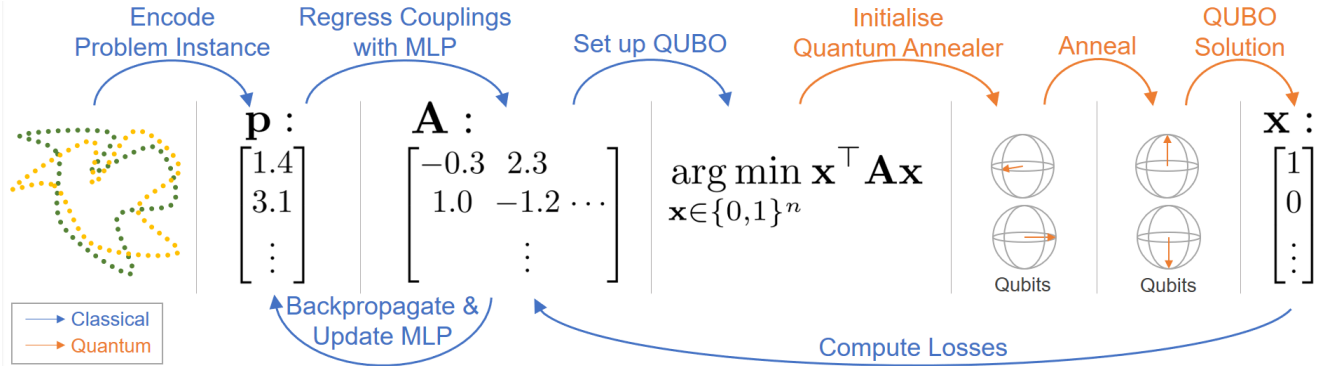 Encode
Problem Instance
Regress Couplings
with MLP
Set up QUBO
Initialise
Quantum Annealer
Anneal
QUBO
Solution
p :
1.4
3.1
⋮
A :
−0.3 2.3
1.0 −1.2 ⋯
⋮
arg min x⊤Ax
x∈{0,1}ⁿ
Qubits
Qubits
x :
1
0
⋮
Classical
Quantum
Backpropagate &
Update MLP
Compute Losses